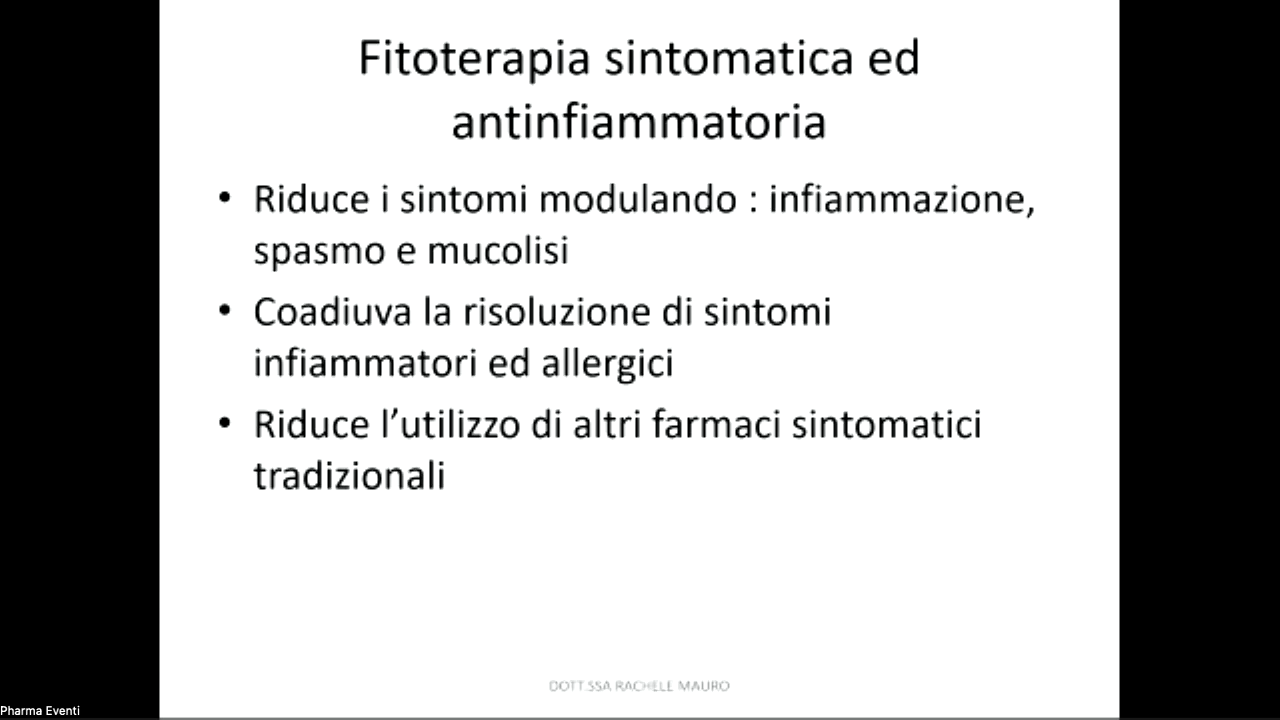 Fitoterapia sintomatica ed
antinfiammatoria
• Riduce i sintomi modulando : infiammazione,
spasmo e mucolisi
• Coadiuva la risoluzione di sintomi
infiammatori ed allergici
• Riduce l’utilizzo di altri farmaci sintomatici
tradizionali
DOTT.SSA RACHELE MAURO
Pharma Eventi